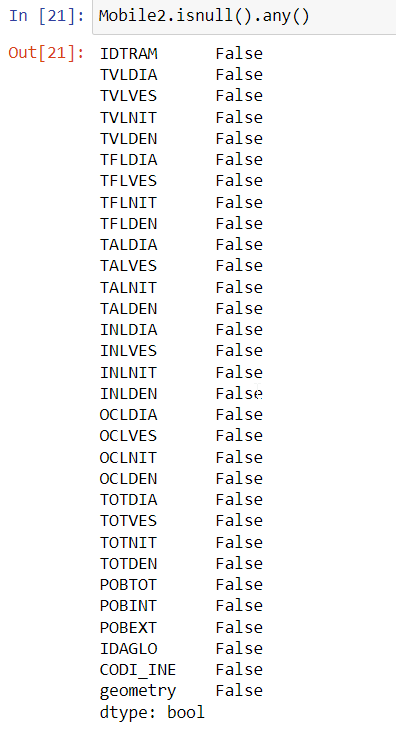 In [21]: Mobile2.isnull().any()
Out[21]: IDTRAM False
TVLDIA False
TVLVES False
TVLNIT False
TVLDEN False
TFLDIA False
TFLVES False
TFLNIT False
TFLDEN False
TALDIA False
TALVES False
TALNIT False
TALDEN False
INLDIA False
INLVES False
INLNIT False
INLDEN False
OCLDIA False
OCLVES False
OCLNIT False
OCLDEN False
TOTDIA False
TOTVES False
TOTNIT False
TOTDEN False
POBTOT False
POBINT False
POBEXT False
IDAGLO False
CODI_INE False
geometry False
dtype: bool